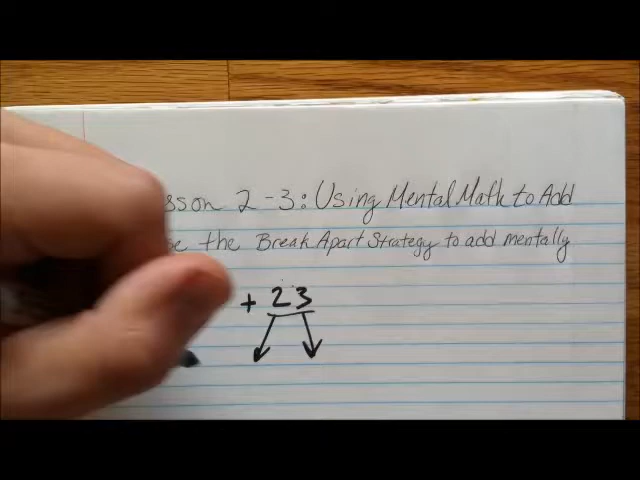 sson 2-3: Using Mental Math to Add
the Break Apart Strategy to add mentally
+ 23